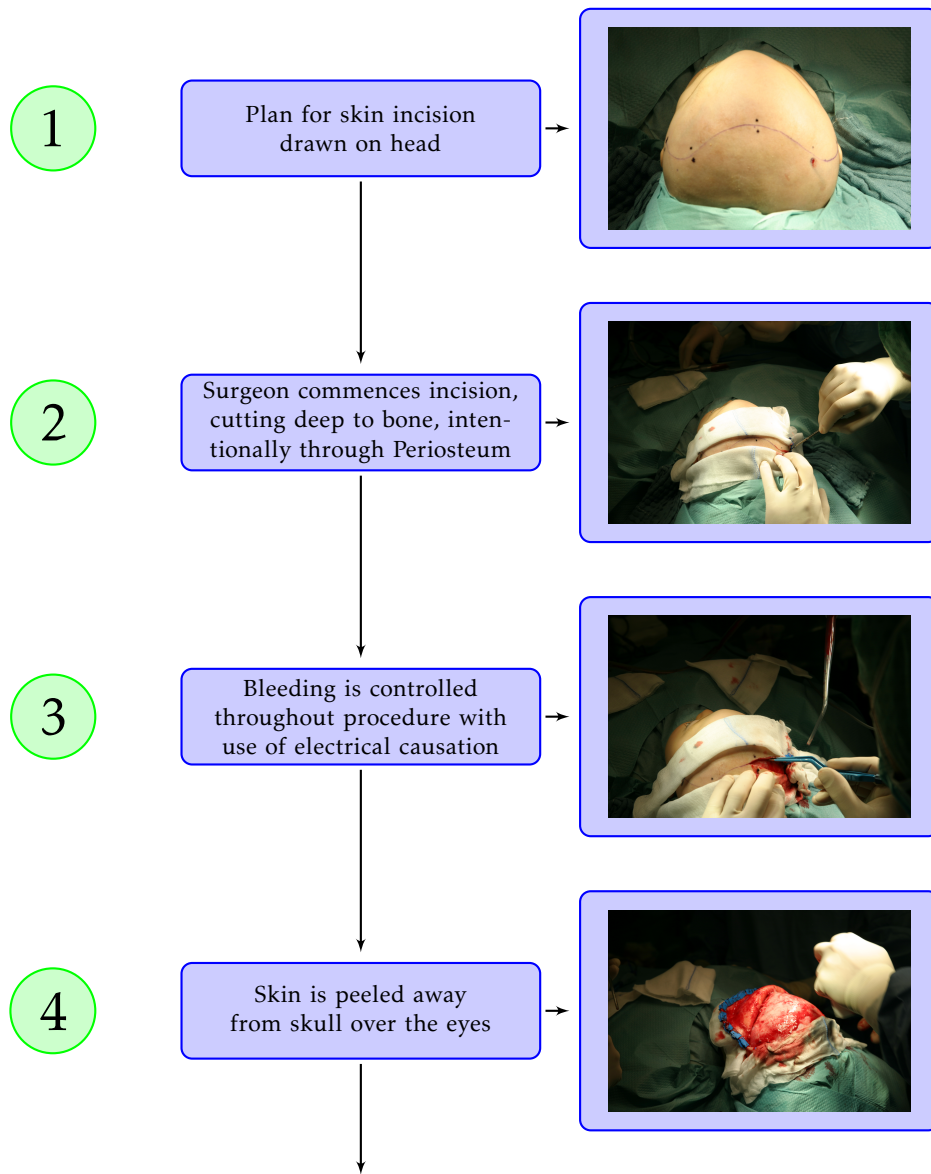 1
Plan for skin incision
drawn on head
2
Surgeon commences incision,
cutting deep to bone, inten-
tionally through Periosteum
3
Bleeding is controlled
throughout procedure with
use of electrical causation
4
Skin is peeled away
from skull over the eyes